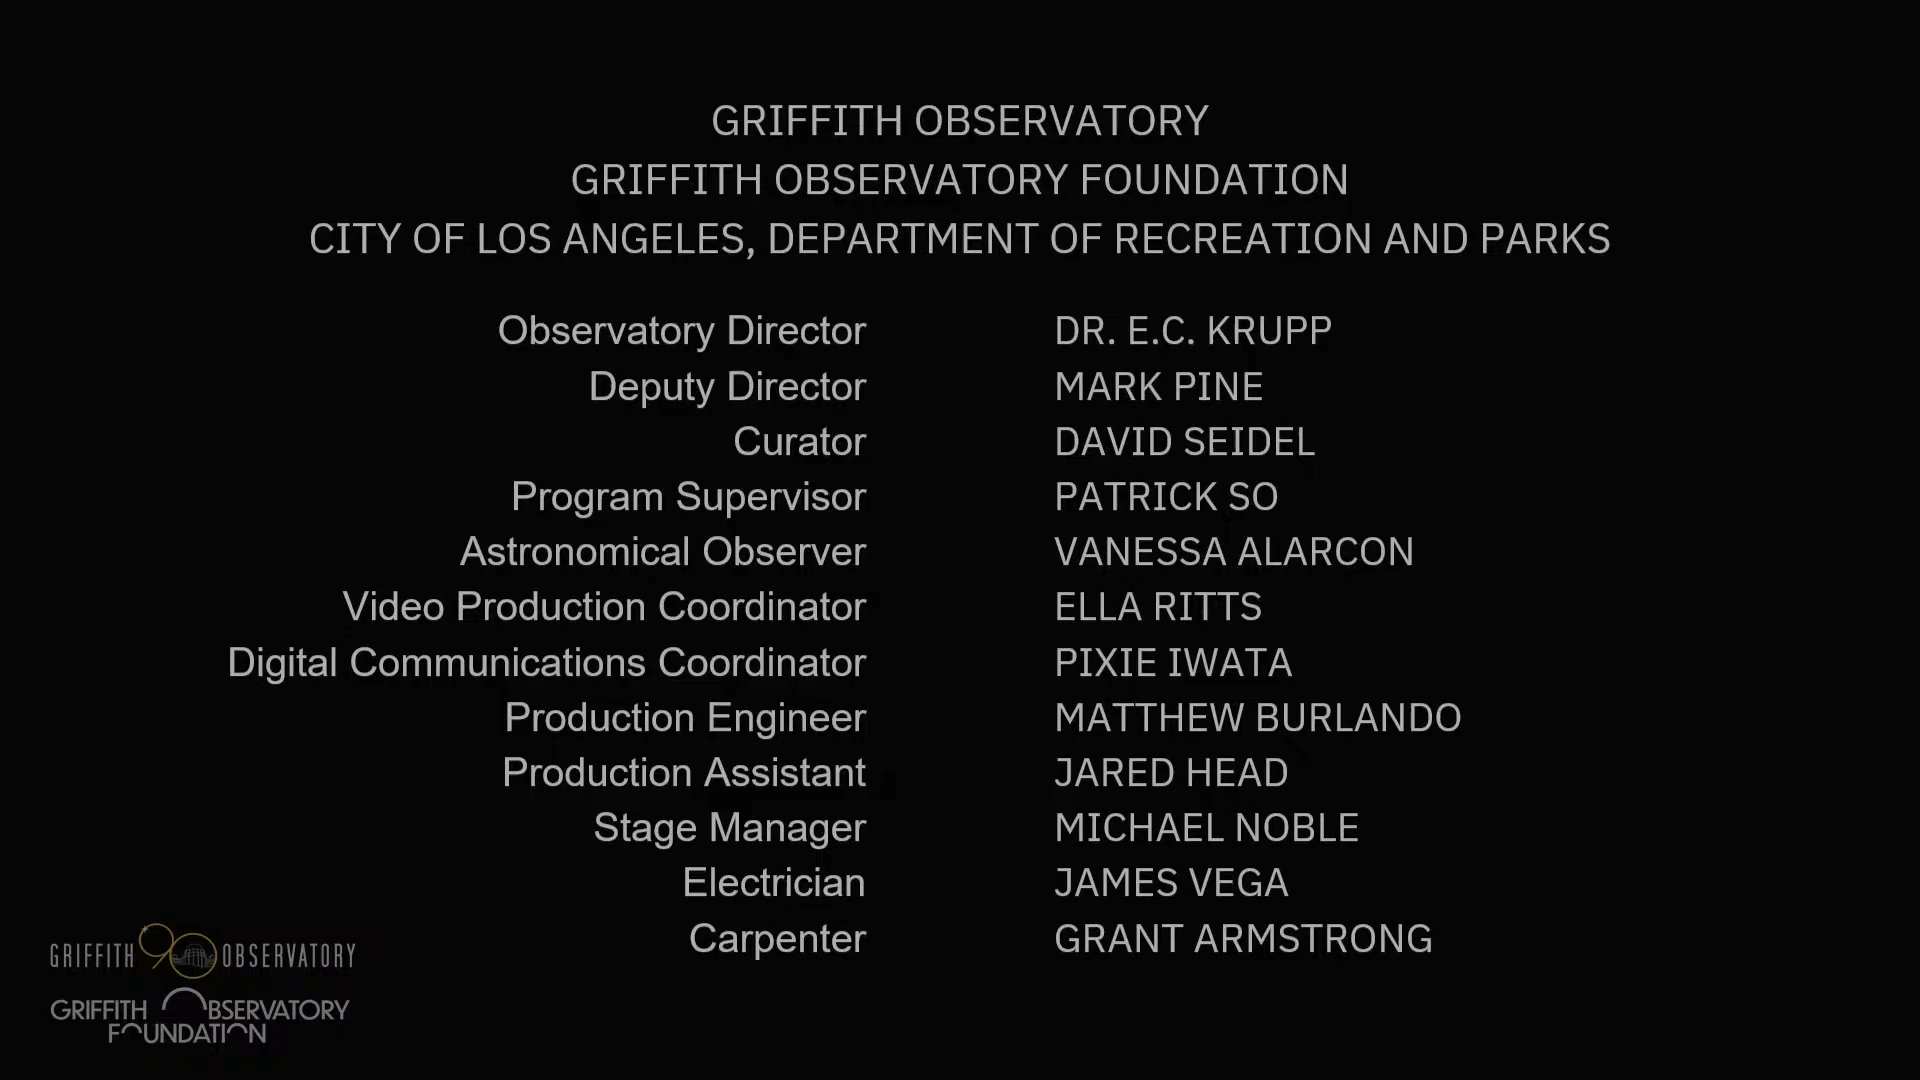 GRIFFITH OBSERVATORY
GRIFFITH OBSERVATORY FOUNDATION
CITY OF LOS ANGELES, DEPARTMENT OF RECREATION AND PARKS
Observatory Director DR. E.C. KRUPP
Deputy Director MARK PINE
Curator DAVID SEIDEL
Program Supervisor PATRICK SO
Astronomical Observer VANESSA ALARCON
Video Production Coordinator ELLA RITTS
Digital Communications Coordinator PIXIE IWATA
Production Engineer MATTHEW BURLANDO
Production Assistant JARED HEAD
Stage Manager MICHAEL NOBLE
Electrician JAMES VEGA
Carpenter GRANT ARMSTRONG
GRIFFITH 90 OBSERVATORY
GRIFFITH OBSERVATORY
FOUNDATION